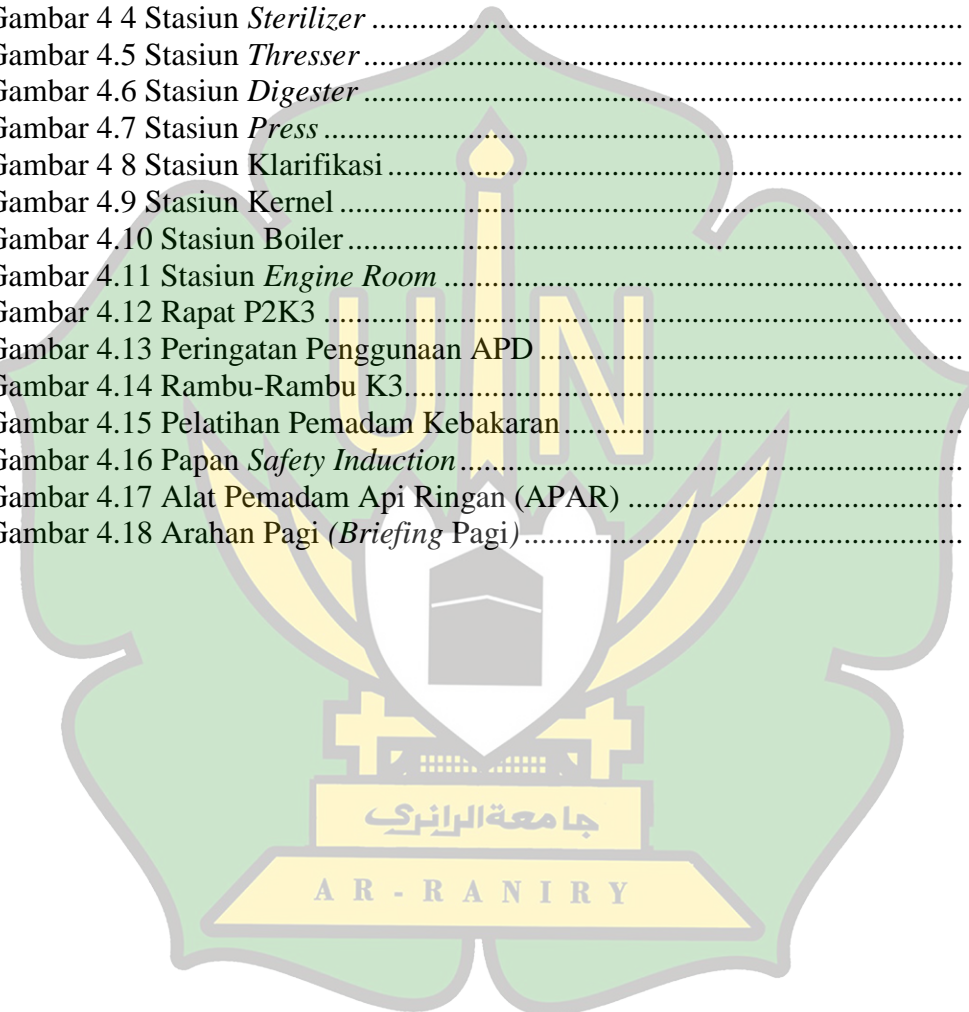 Gambar 4 4 Stasiun Sterilizer ........................................................................
Gambar 4.5 Stasiun Thresser ........................................................................
Gambar 4.6 Stasiun Digester ........................................................................
Gambar 4.7 Stasiun Press ........................................................................
Gambar 4 8 Stasiun Klarifikasi ........................................................................
Gambar 4.9 Stasiun Kernel ........................................................................
Gambar 4.10 Stasiun Boiler ........................................................................
Gambar 4.11 Stasiun Engine Room ........................................................................
Gambar 4.12 Rapat P2K3 ........................................................................
Gambar 4.13 Peringatan Penggunaan APD ........................................................................
Gambar 4.14 Rambu-Rambu K3 ........................................................................
Gambar 4.15 Pelatihan Pemadam Kebakaran ........................................................................
Gambar 4.16 Papan Safety Induction ........................................................................
Gambar 4.17 Alat Pemadam Api Ringan (APAR) ........................................................................
Gambar 4.18 Arahan Pagi (Briefing Pagi) ........................................................................
UIN
جامعة الرانري
AR-RANIRY